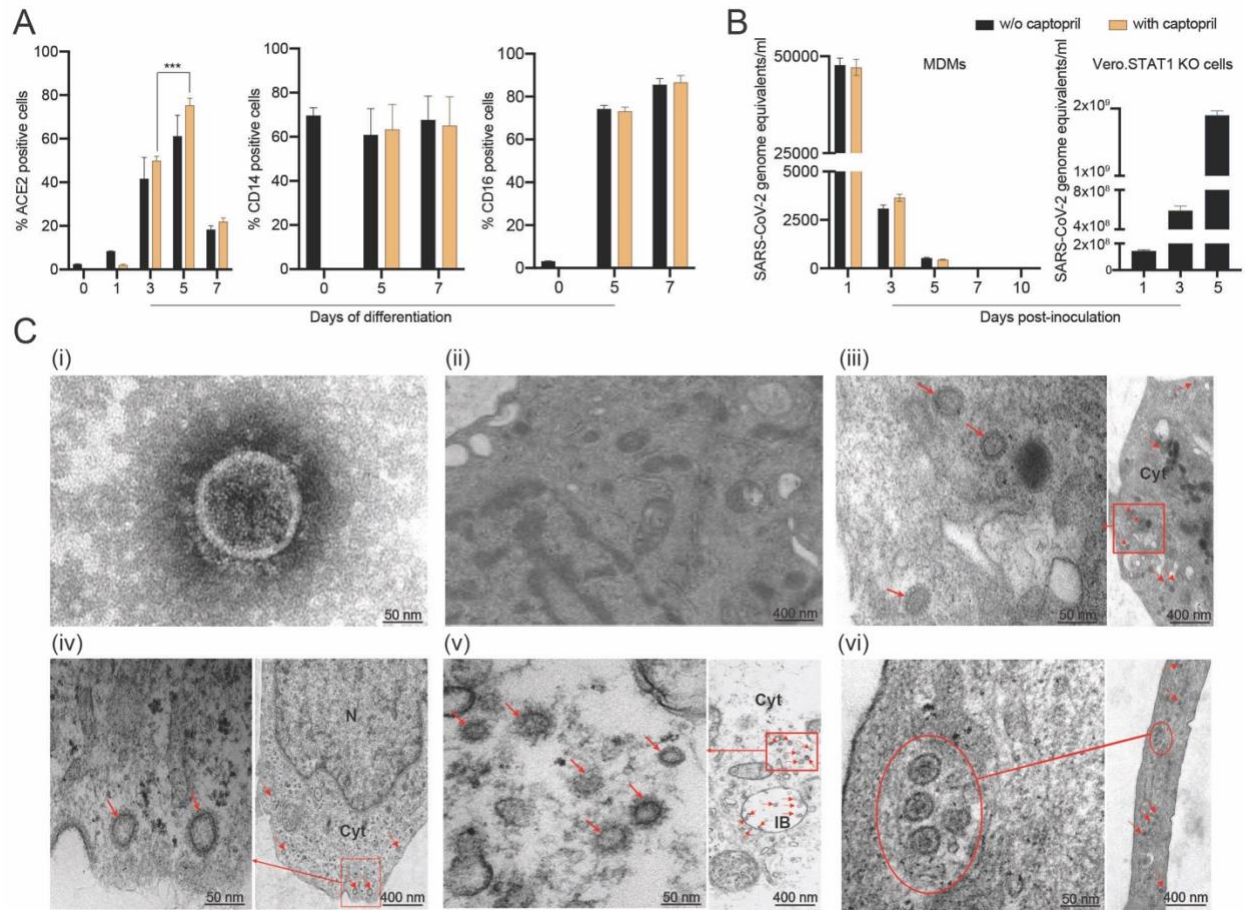 A
B
w/o captopril with captopril
% ACE2 positive cells
100
80
60
40
20
0
***
0 1 3 5 7
% CD14 positive cells
100
80
60
40
20
0
0 5 7
% CD16 positive cells
100
80
60
40
20
0
0 5 7
Days of differentiation
SARS-CoV-2 genome equivalents/ml
50000
25000
5000
2500
0
MDMs
1 3 5 7 10
SARS-CoV-2 genome equivalents/ml
Vero.STAT1 KO cells
2x10⁹
1x10⁹
8x10⁸
4x10⁸
2x10⁸
0
1 3 5
Days post-inoculation
C
(i)
50 nm
(ii)
400 nm
(iii)
50 nm
Cyt
400 nm
(iv)
50 nm
N
Cyt
400 nm
(v)
50 nm
Cyt
IB
400 nm
(vi)
50 nm
400 nm